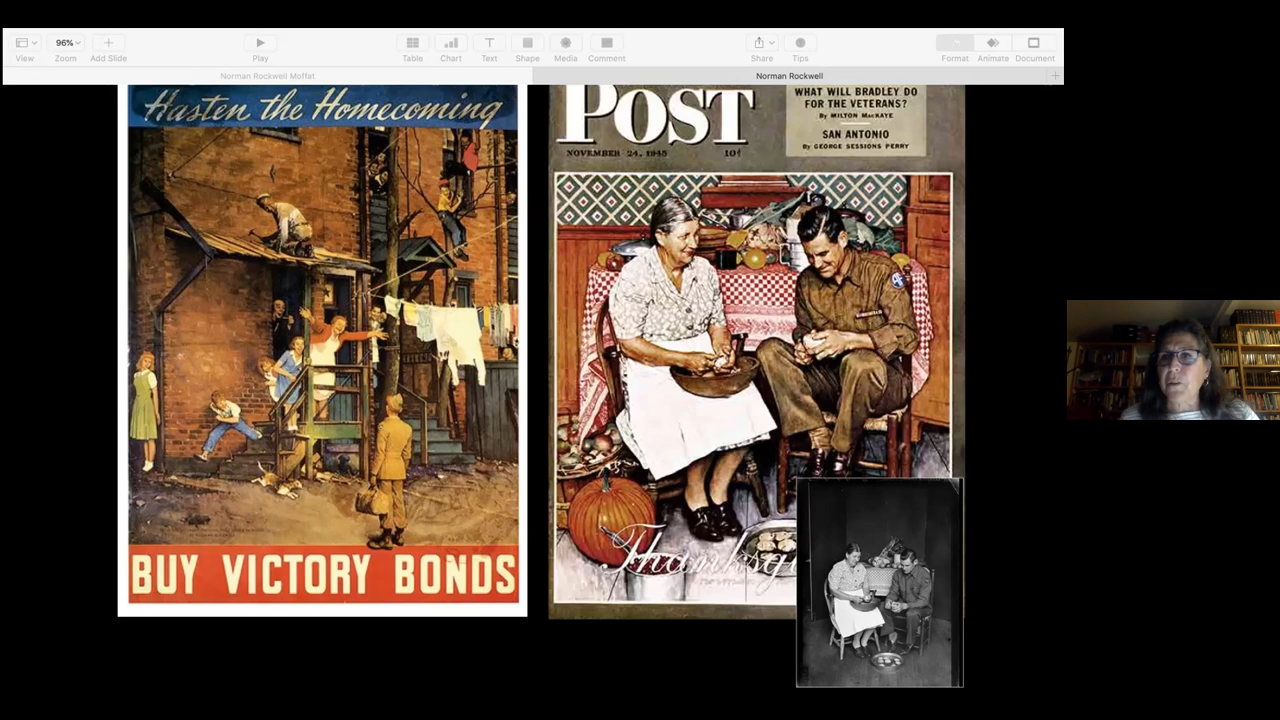 View
96%
Zoom
Add Slide
Play
Table
Chart
Text
Shape
Media
Comment
Share
Tips
Format
Animate
Document
Norman Rockwell Moffat
Norman Rockwell
Hasten the Homecoming
BUY VICTORY BONDS
POST
NOVEMBER 24, 1945 10¢
WHAT WILL BRADLEY DO
FOR THE VETERANS?
By MILTON MACKAYE
SAN ANTONIO
By GEORGE SESSIONS PERRY
Thanksgi